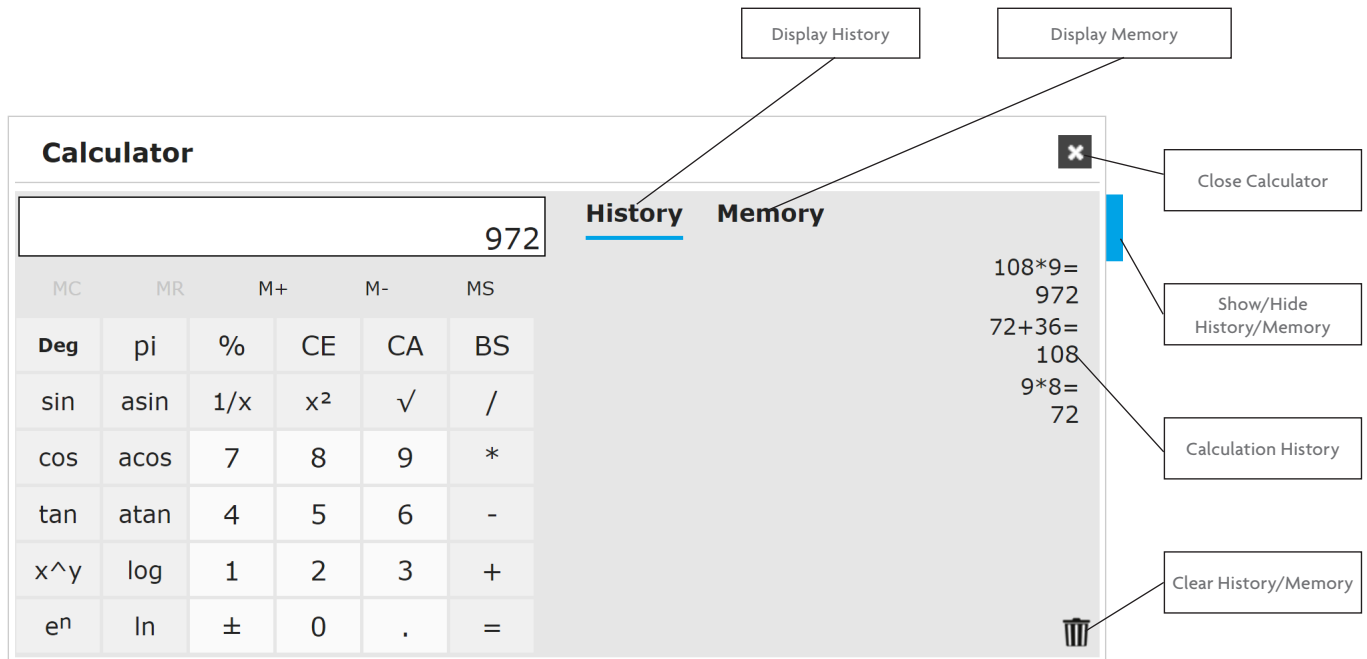 Display History
Display Memory
Calculator
Close Calculator
972
History Memory
Show/Hide
History/Memory
108*9=
972
72+36=
108
9*8=
72
Calculation History
Clear History/Memory
MC MR M+ M- MS
Deg pi % CE CA BS
sin asin 1/x x² √ /
cos acos 7 8 9 *
tan atan 4 5 6 -
x^y log 1 2 3 +
eⁿ ln ± 0 . =